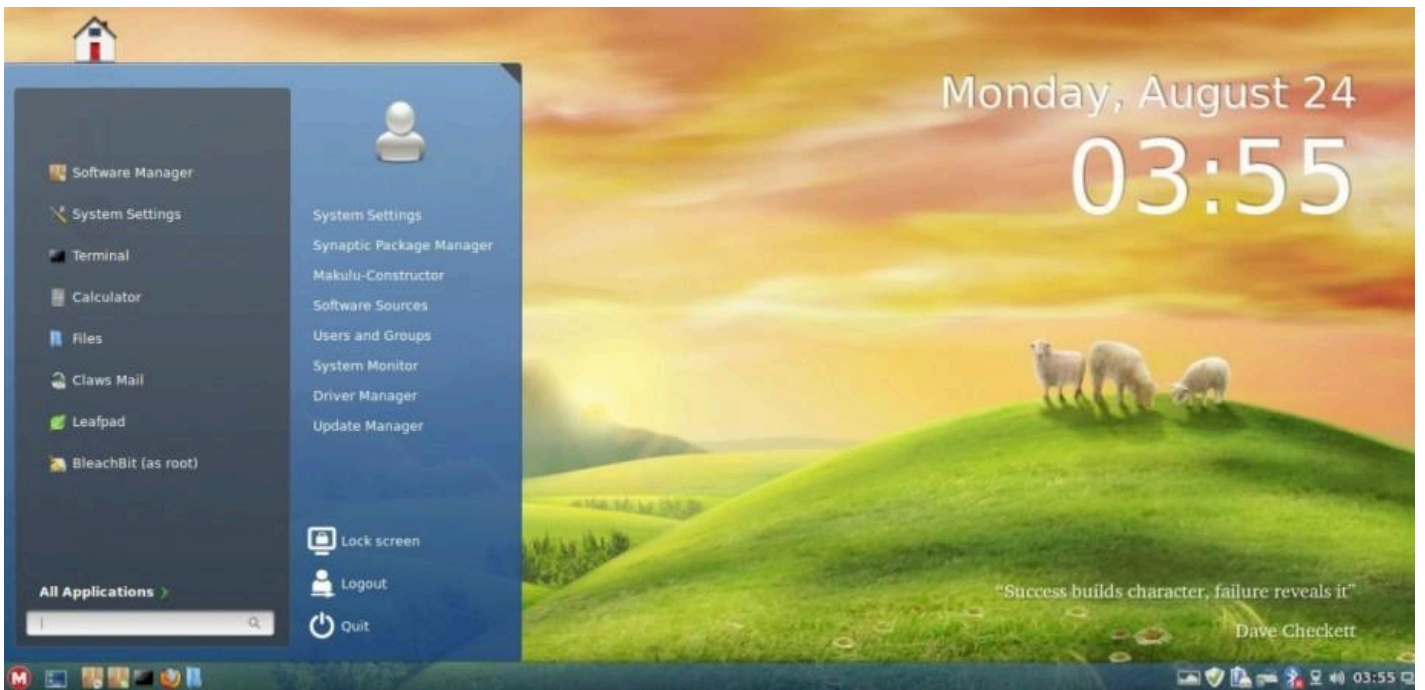 Monday, August 24
03:55
Software Manager
System Settings
Terminal
Calculator
Files
Claws Mail
Leafpad
BleachBit (as root)
All Applications
System Settings
Synaptic Package Manager
Makulu-Constructor
Software Sources
Users and Groups
System Monitor
Driver Manager
Update Manager
Lock screen
Logout
Quit
“Success builds character, failure reveals it”
Dave Checkett
M
03:55